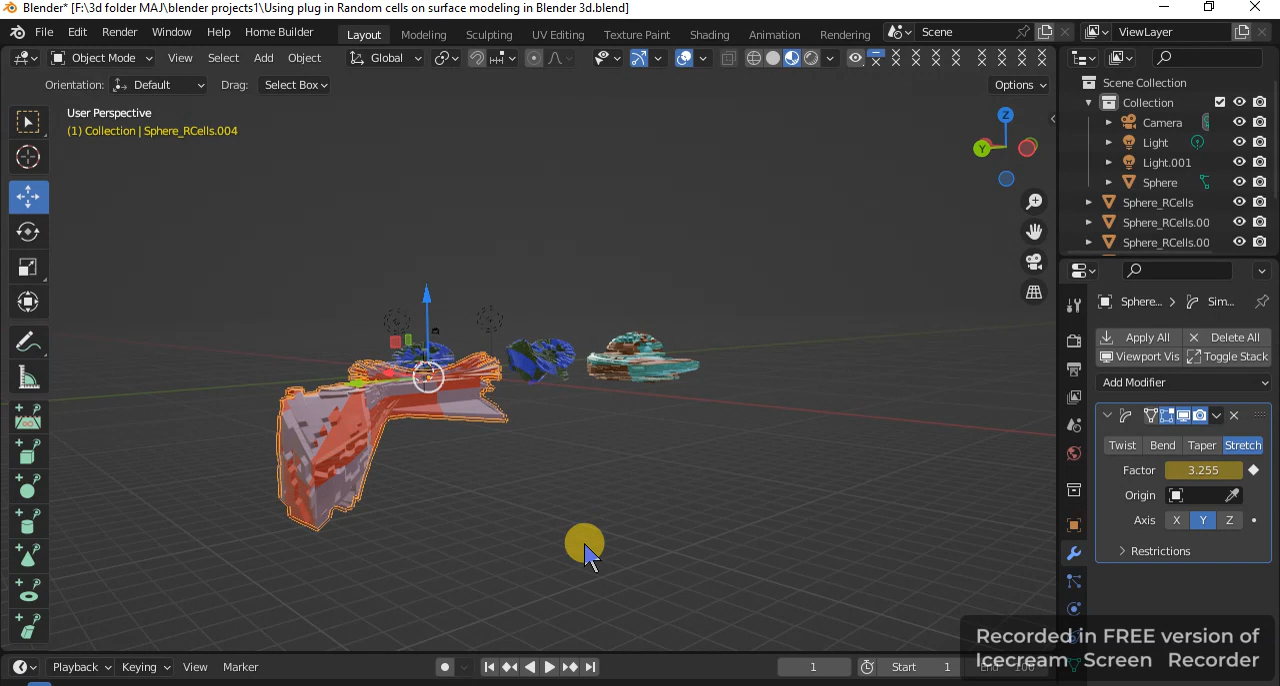 Blender* [F:\3d folder MAJ\blender projects1\Using plug in Random cells on surface modeling in Blender 3d.blend]
File Edit Render Window Help Home Builder Layout Modeling Sculpting UV Editing Texture Paint Shading Animation Rendering Scene ViewLayer
Object Mode View Select Add Object Global
Orientation: Default Drag: Select Box Options
User Perspective
(1) Collection | Sphere_RCells.004
Z
Y
Scene Collection
Collection
Camera
Light
Light.001
Sphere
Sphere_RCells
Sphere_RCells.00
Sphere_RCells.00
Sphere... Sim...
Apply All Delete All
Viewport Vis Toggle Stack
Add Modifier
Twist Bend Taper Stretch
Factor 3.255
Origin
Axis X Y Z
Restrictions
Recorded in FREE version of
Icecream Screen Recorder
Playback Keying View Marker 1 Start 1 End 100